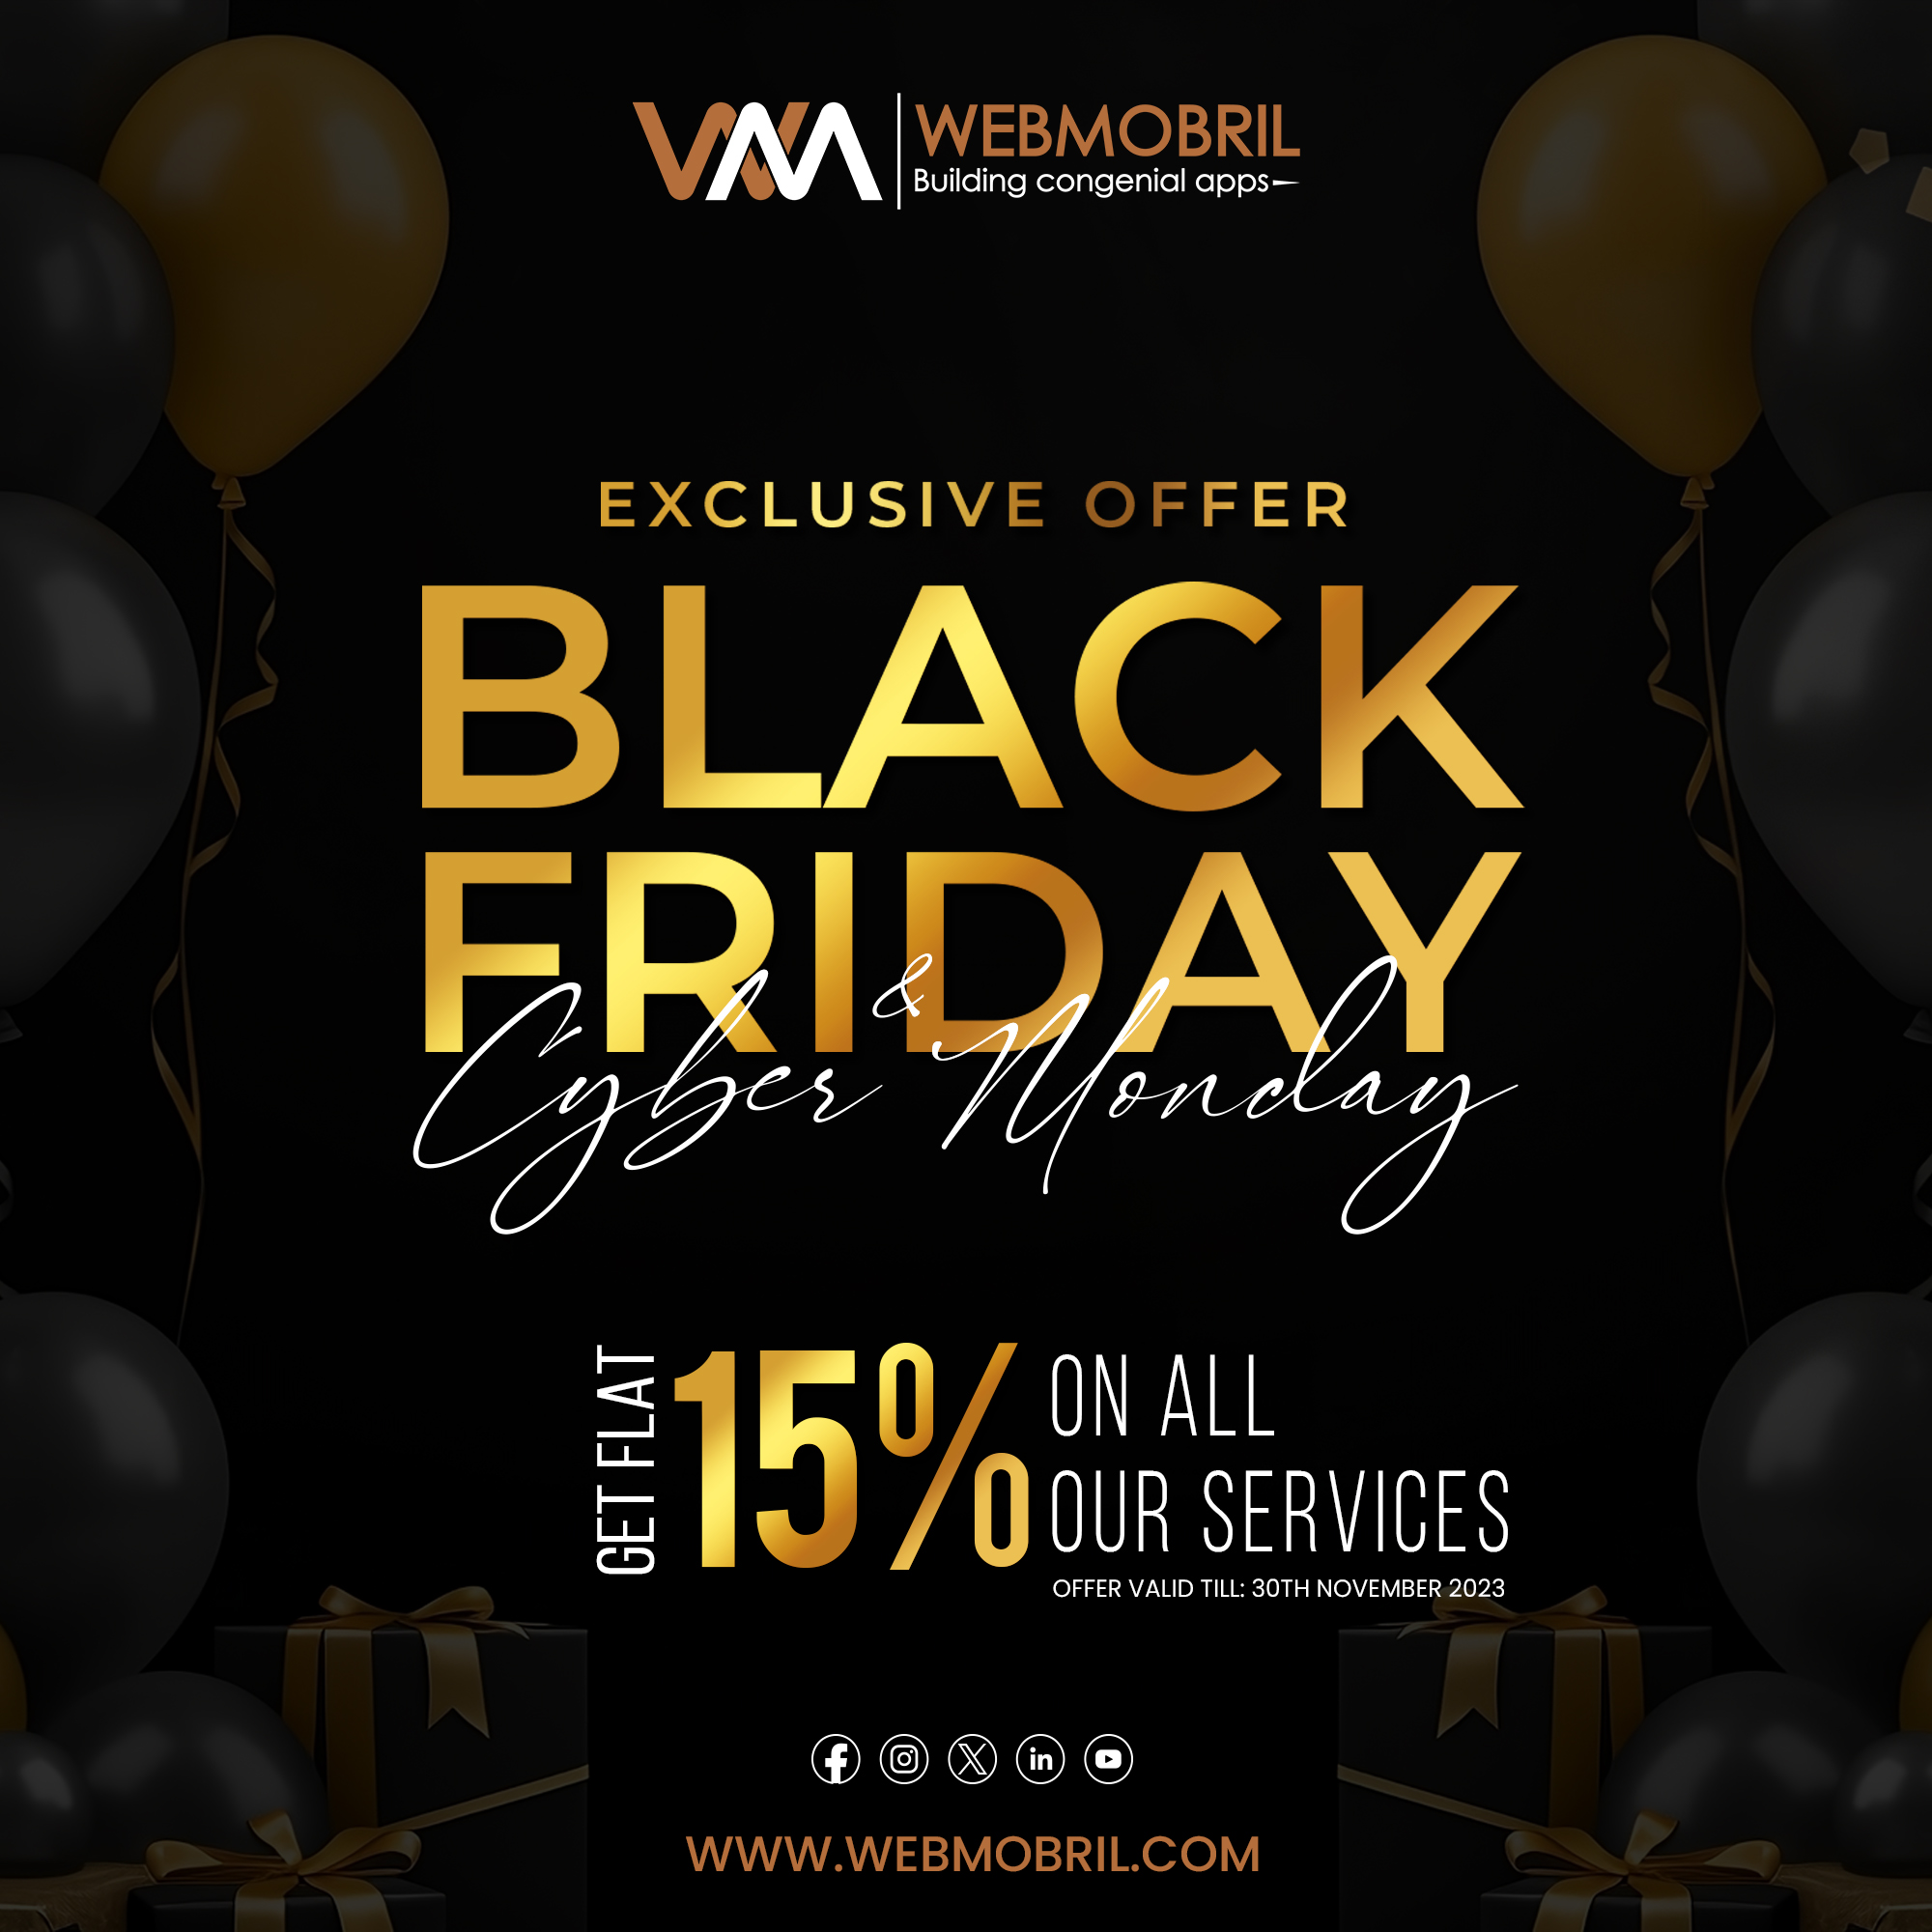 WM
WEBMOBRIL
Building congenial apps
EXCLUSIVE OFFER
BLACK
FRIDAY
& Cyber Monday
GET FLAT
15%
ON ALL
OUR SERVICES
OFFER VALID TILL: 30TH NOVEMBER 2023
WWW.WEBMOBRIL.COM